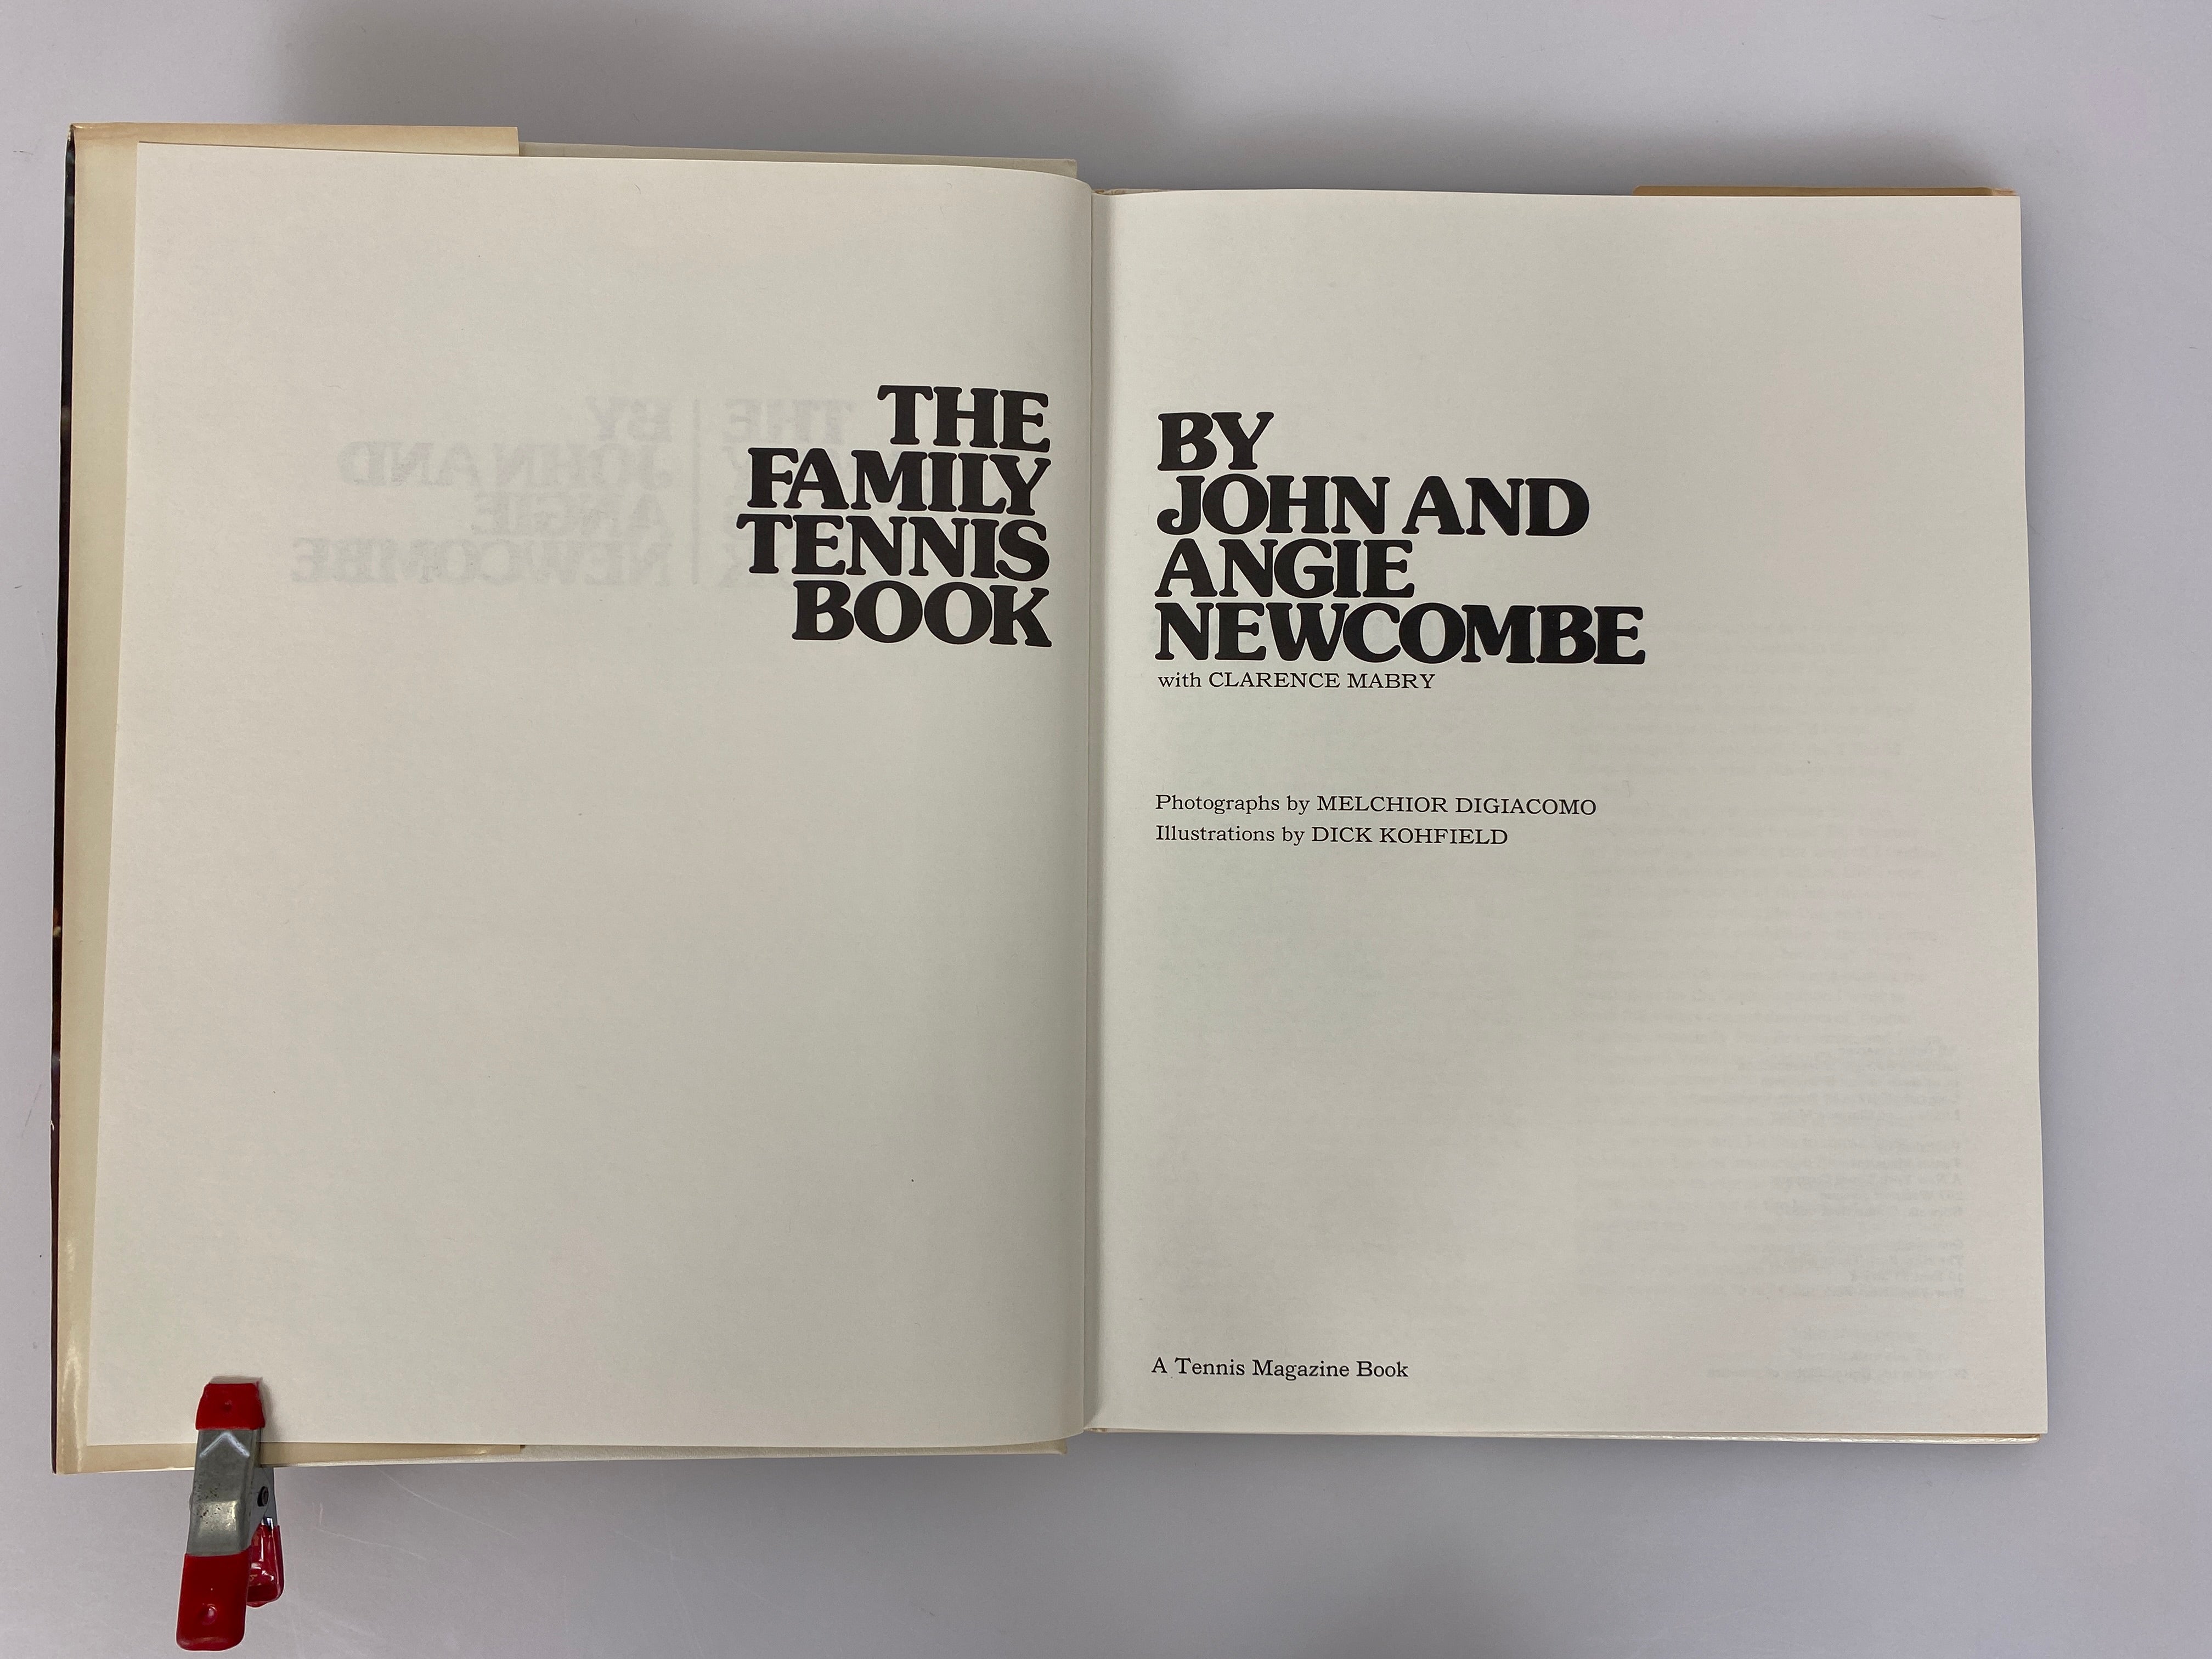 THE
FAMILY
TENNIS
BOOK
BY
JOHN AND
ANGIE
NEWCOMBE
with CLARENCE MABRY
Photographs by MELCHIOR DIGIACOMO
Illustrations by DICK KOHFIELD
A Tennis Magazine Book